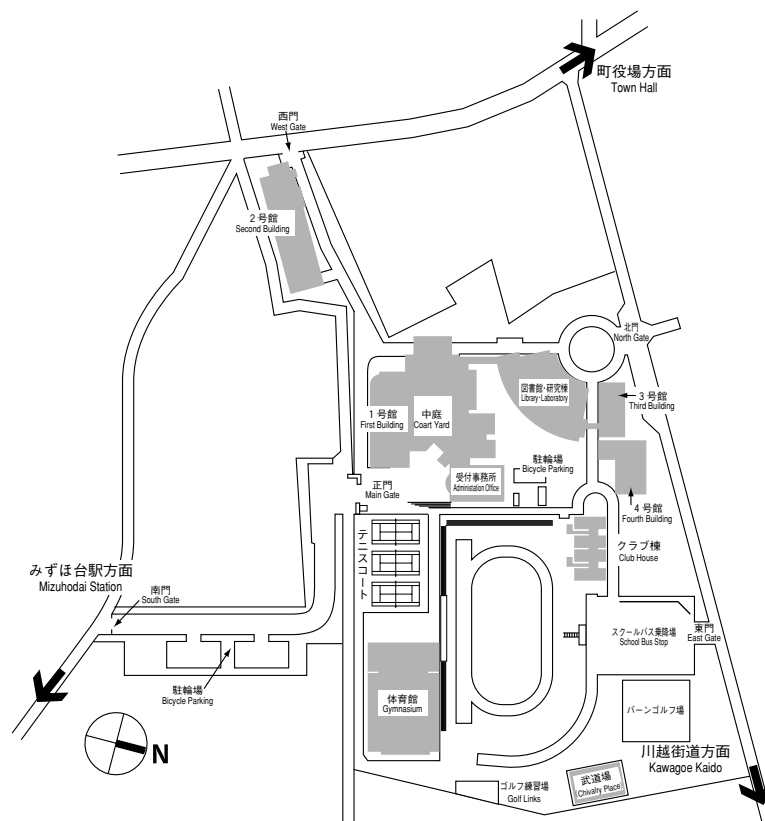 町役場方面
Town Hall
西門
West Gate
2号館
Second Building
北門
North Gate
図書館・研究棟
Library・Laboratory
3号館
Third Building
1号館
First Building
中庭
Coart Yard
駐輪場
Bicycle Parking
受付事務所
Administation Office
正門
Main Gate
4号館
Fourth Building
テニスコート
クラブ棟
Club House
みずほ台駅方面
Mizuhodai Station
南門
South Gate
スクールバス乗降場
School Bus Stop
東門
East Gate
駐輪場
Bicycle Parking
体育館
Gymnasium
バーンゴルフ場
N
川越街道方面
Kawagoe Kaido
ゴルフ練習場
Golf Links
武道場
(Chivalry Place)